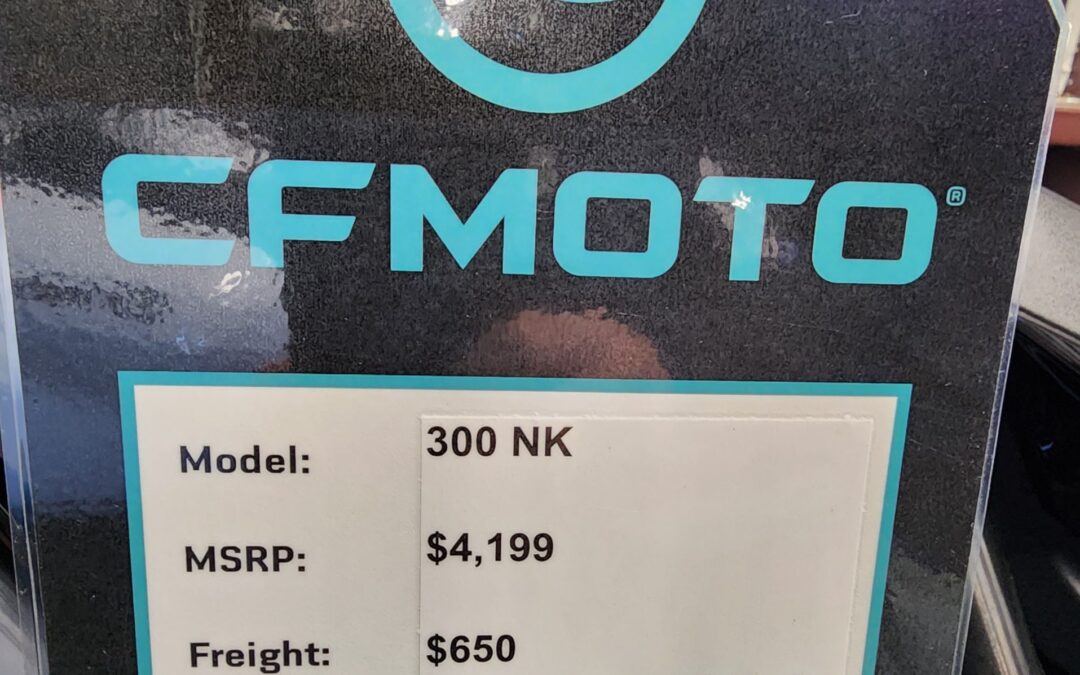 CFMOTO®
Model: 300 NK
MSRP: $4,199
Freight: $650